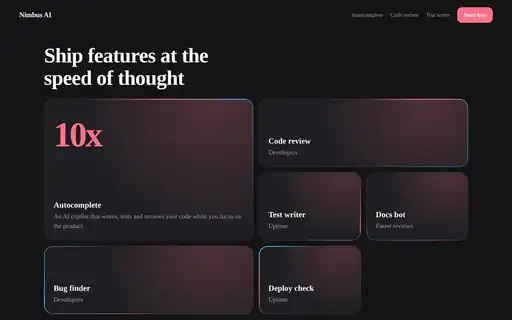 Nimbus AI
Autocomplete
Code review
Test writer
Start free
Ship features at the
speed of thought
10x
Autocomplete
An AI copilot that writes, tests and reviews your code while you focus on
the product.
Code review
Developers
Test writer
Uptime
Docs bot
Faster reviews
Bug finder
Developers
Deploy check
Uptime